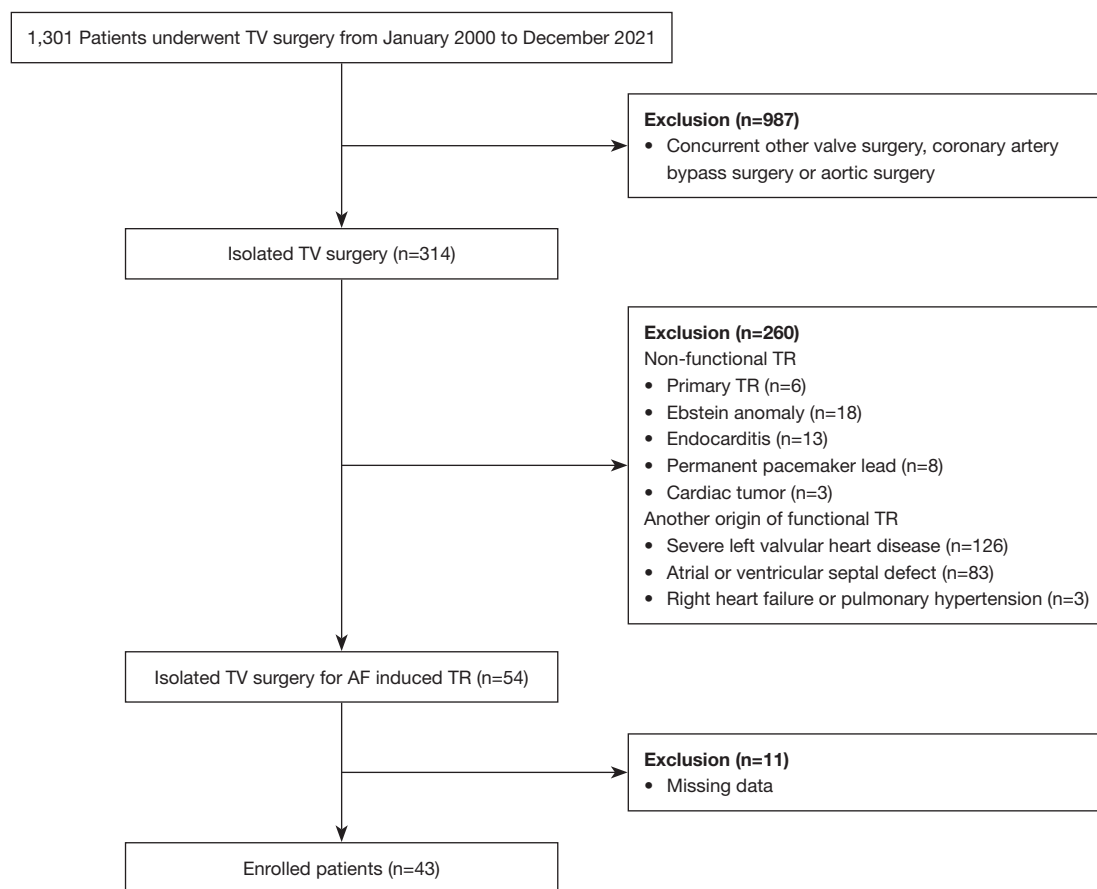 1,301 Patients underwent TV surgery from January 2000 to December 2021
Exclusion (n=987)
• Concurrent other valve surgery, coronary artery
bypass surgery or aortic surgery
Isolated TV surgery (n=314)
Exclusion (n=260)
Non-functional TR
• Primary TR (n=6)
• Ebstein anomaly (n=18)
• Endocarditis (n=13)
• Permanent pacemaker lead (n=8)
• Cardiac tumor (n=3)
Another origin of functional TR
• Severe left valvular heart disease (n=126)
• Atrial or ventricular septal defect (n=83)
• Right heart failure or pulmonary hypertension (n=3)
Isolated TV surgery for AF induced TR (n=54)
Exclusion (n=11)
• Missing data
Enrolled patients (n=43)